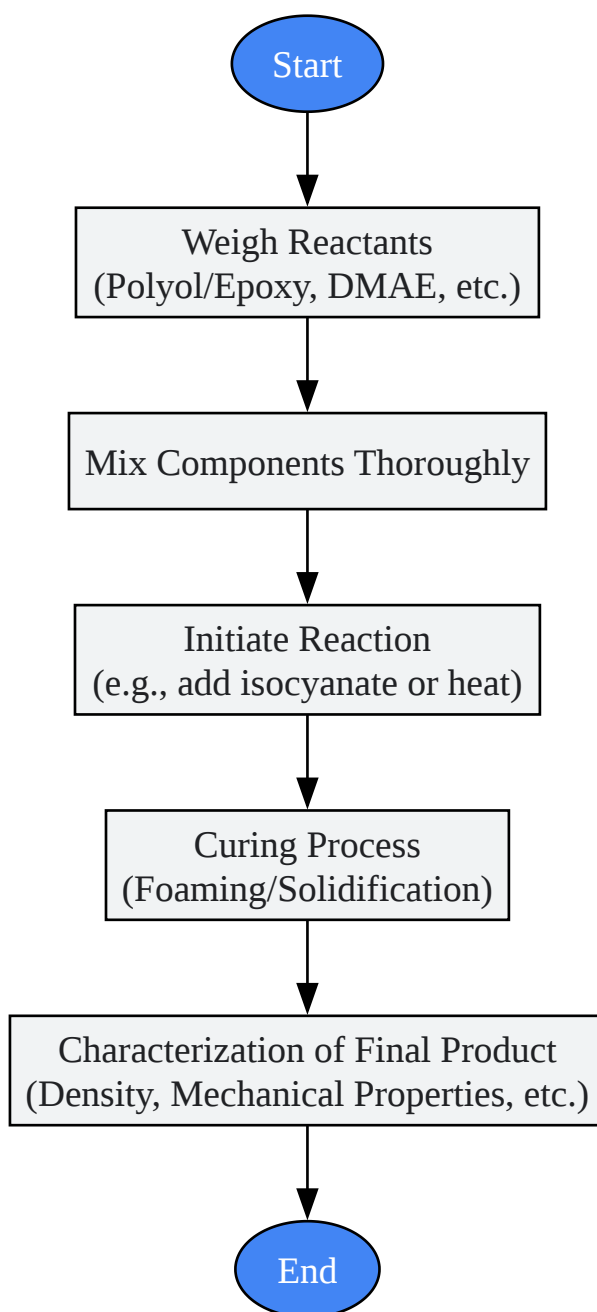 Start
Weigh Reactants
(Polyol/Epoxy, DMAE, etc.)
Mix Components Thoroughly
Initiate Reaction
(e.g., add isocyanate or heat)
Curing Process
(Foaming/Solidification)
Characterization of Final Product
(Density, Mechanical Properties, etc.)
End